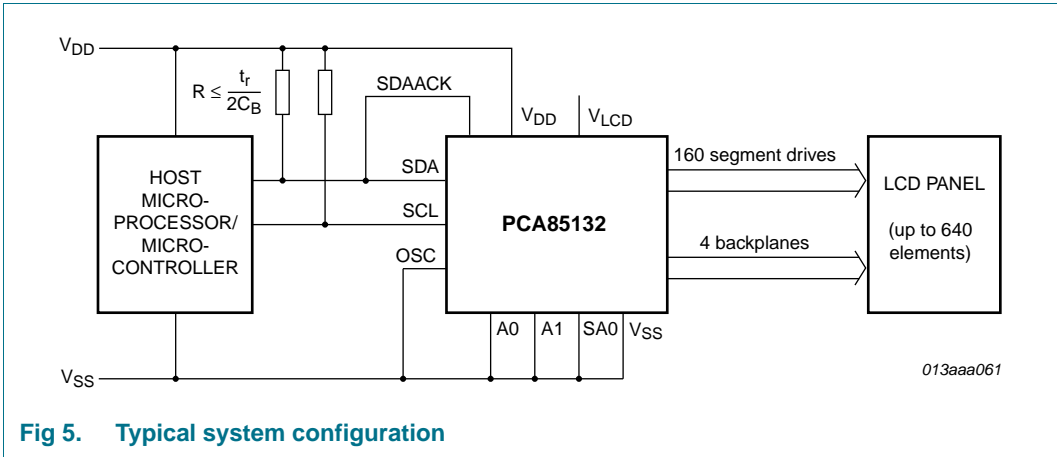 VDD
R ≤ tr
2CB
SDAACK
VDD
VLCD
HOST
MICRO-
PROCESSOR/
MICRO-
CONTROLLER
SDA
SCL
OSC
PCA85132
160 segment drives
4 backplanes
LCD PANEL
(up to 640
elements)
A0
A1
SA0
VSS
VSS
013aaa061
Fig 5. Typical system configuration